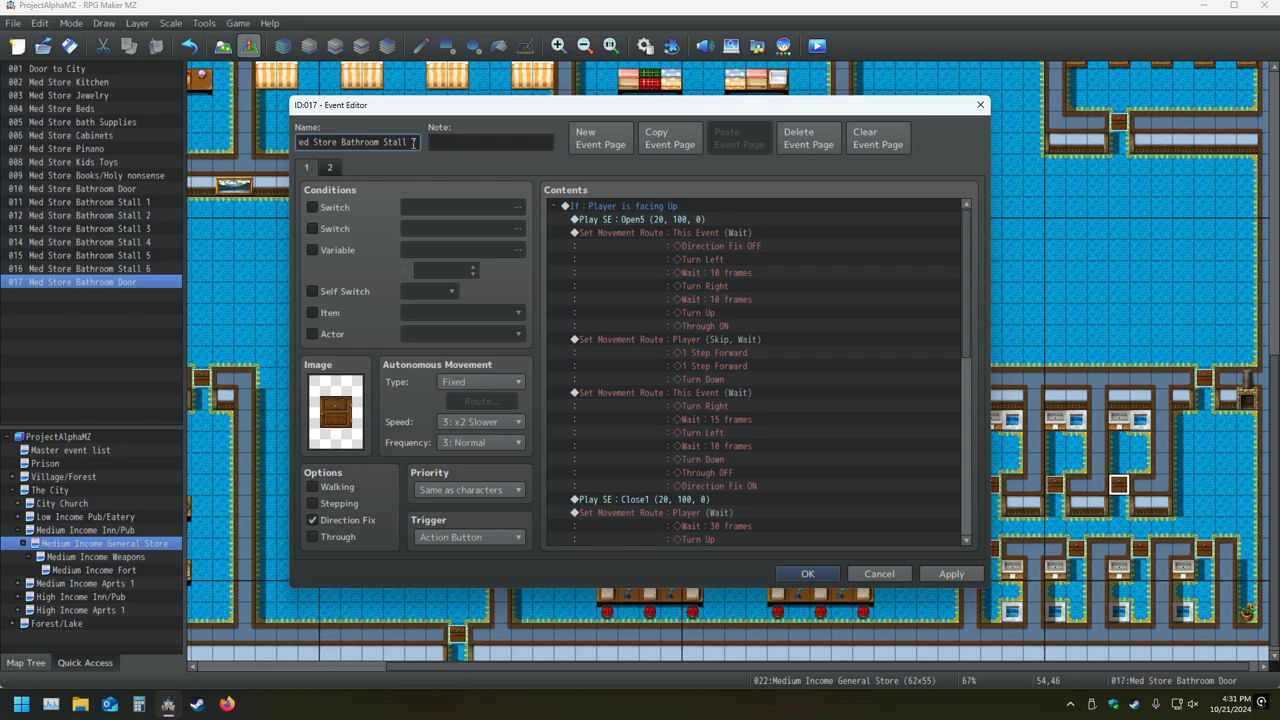 ProjectAlphaMZ - RPG Maker MZ
File Edit Mode Draw Layer Scale Tools Game Help
001 Door to City
002 Med Store Kitchen
003 Med Store Jewelry
004 Med Store Beds
005 Med Store bath Supplies
006 Med Store Cabinets
007 Med Store Pinano
008 Med Store Kids Toys
009 Med Store Books/Holy nonsense
010 Med Store Bathroom Door
011 Med Store Bathroom Stall 1
012 Med Store Bathroom Stall 2
013 Med Store Bathroom Stall 3
014 Med Store Bathroom Stall 4
015 Med Store Bathroom Stall 5
016 Med Store Bathroom Stall 6
017 Med Store Bathroom Door
ProjectAlphaMZ
Master event list
Prison
Village/Forest
The City
City Church
Low Income Pub/Eatery
Medium Income Inn/Pub
Medium Income General Store
Medium Income Weapons
Medium Income Fort
Medium Income Aprts 1
High Income Inn/Pub
High Income Aprts 1
Forest/Lake
Map Tree Quick Access
ID:017 - Event Editor
Name: Note:
ed Store Bathroom Stall
New Event Page
Copy Event Page
Paste Event Page
Delete Event Page
Clear Event Page
1 2
Conditions
Switch
Switch
Variable
Self Switch
Item
Actor
Image
Autonomous Movement
Type: Fixed
Route...
Speed: 3: x2 Slower
Frequency: 3: Normal
Options
Walking
Stepping
Direction Fix
Through
Priority
Same as characters
Trigger
Action Button
Contents
◆If : Player is facing Up
◆Play SE : Open5 (20, 100, 0)
◆Set Movement Route : This Event (Wait)
: : ◇Direction Fix OFF
: : ◇Turn Left
: : ◇Wait : 10 frames
: : ◇Turn Right
: : ◇Wait : 10 frames
: : ◇Turn Up
: : ◇Through ON
◆Set Movement Route : Player (Skip, Wait)
: : ◇1 Step Forward
: : ◇1 Step Forward
: : ◇Turn Down
◆Set Movement Route : This Event (Wait)
: : ◇Turn Right
: : ◇Wait : 15 frames
: : ◇Turn Left
: : ◇Wait : 10 frames
: : ◇Turn Down
: : ◇Through OFF
: : ◇Direction Fix ON
◆Play SE : Close1 (20, 100, 0)
◆Set Movement Route : Player (Wait)
: : ◇Wait : 30 frames
: : ◇Turn Up
OK Cancel Apply
022:Medium Income General Store (62x55) 67% 54,46 017:Med Store Bathroom Door
4:31 PM
10/21/2024